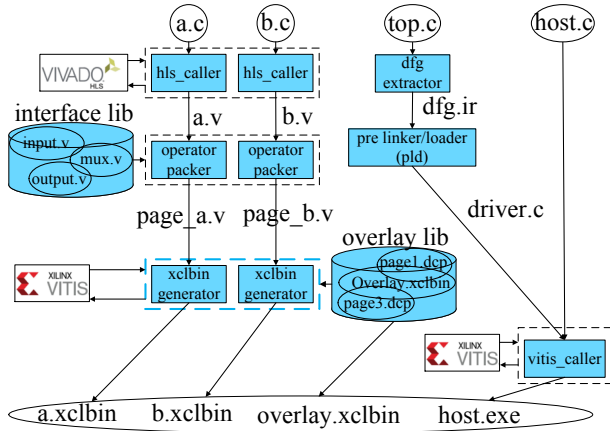 a.c
b.c
top.c
host.c
VIVADO
HLS
hls_caller
hls_caller
dfg
extractor
interface lib
a.v
b.v
dfg.ir
input.v
mux.v
output.v
operator
packer
operator
packer
pre linker/loader
(pld)
page_a.v
page_b.v
driver.c
overlay lib
XILINX
VITIS
xclbin
generator
xclbin
generator
page1.dcp
Overlay.xclbin
page3.dcp
XILINX
VITIS
vitis_caller
a.xclbin
b.xclbin
overlay.xclbin
host.exe